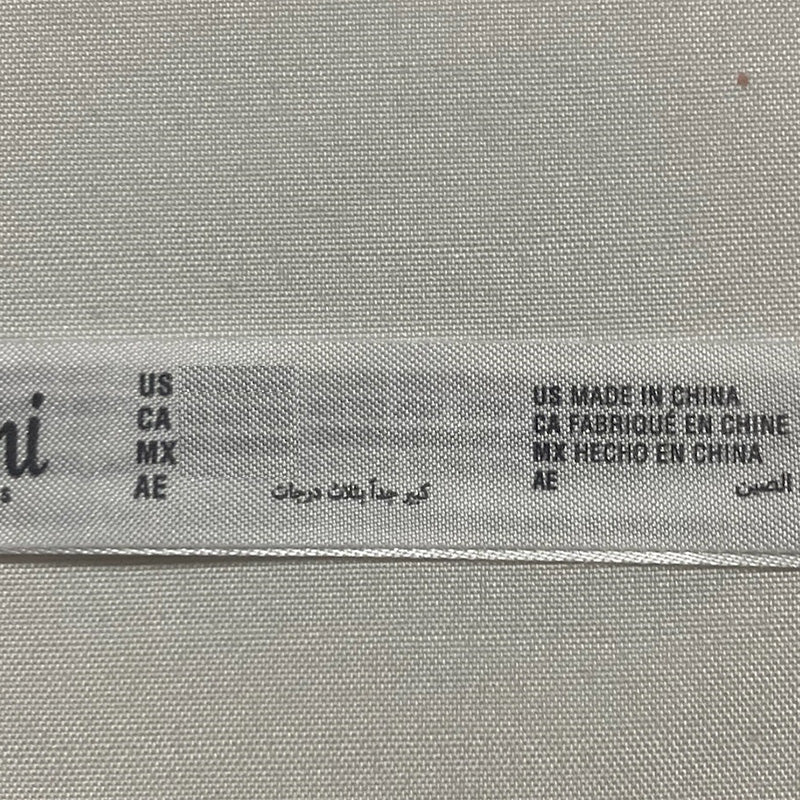 ni
s
US
CA
MX
AE كبير جداً بثلاث درجات
US MADE IN CHINA
CA FABRIQUÉ EN CHINE
MX HECHO EN CHINA
AE الصين